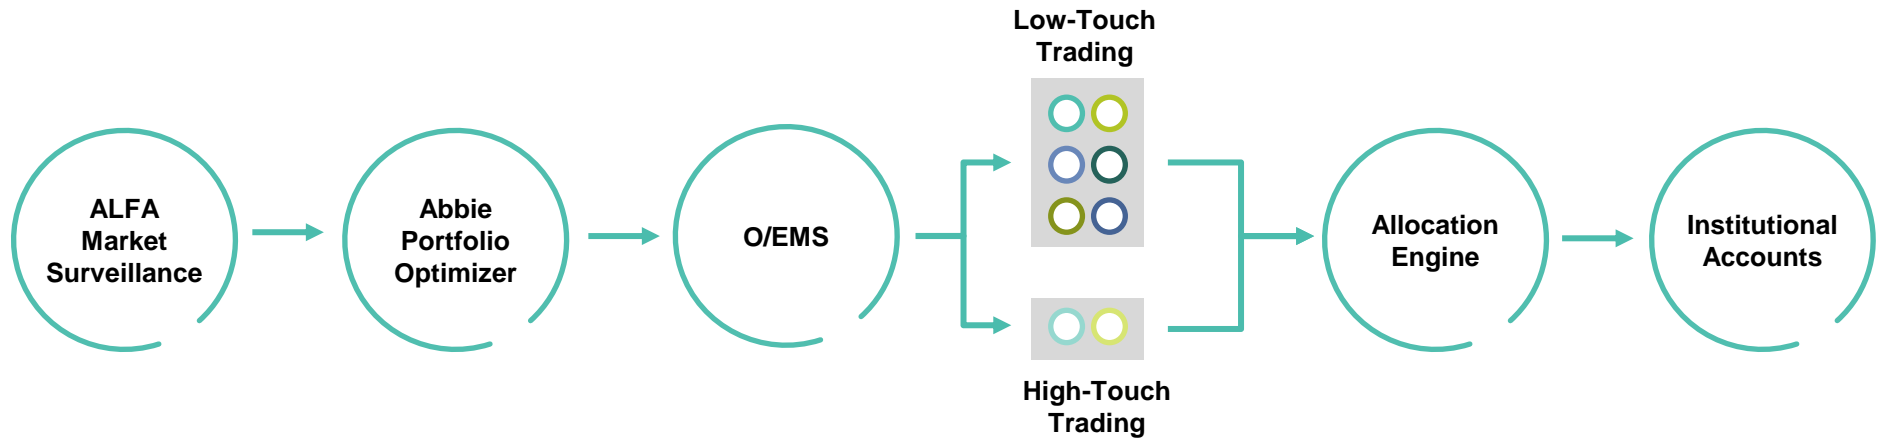 ALFA
Market
Surveillance
Abbie
Portfolio
Optimizer
O/EMS
Low-Touch
Trading
High-Touch
Trading
Allocation
Engine
Institutional
Accounts